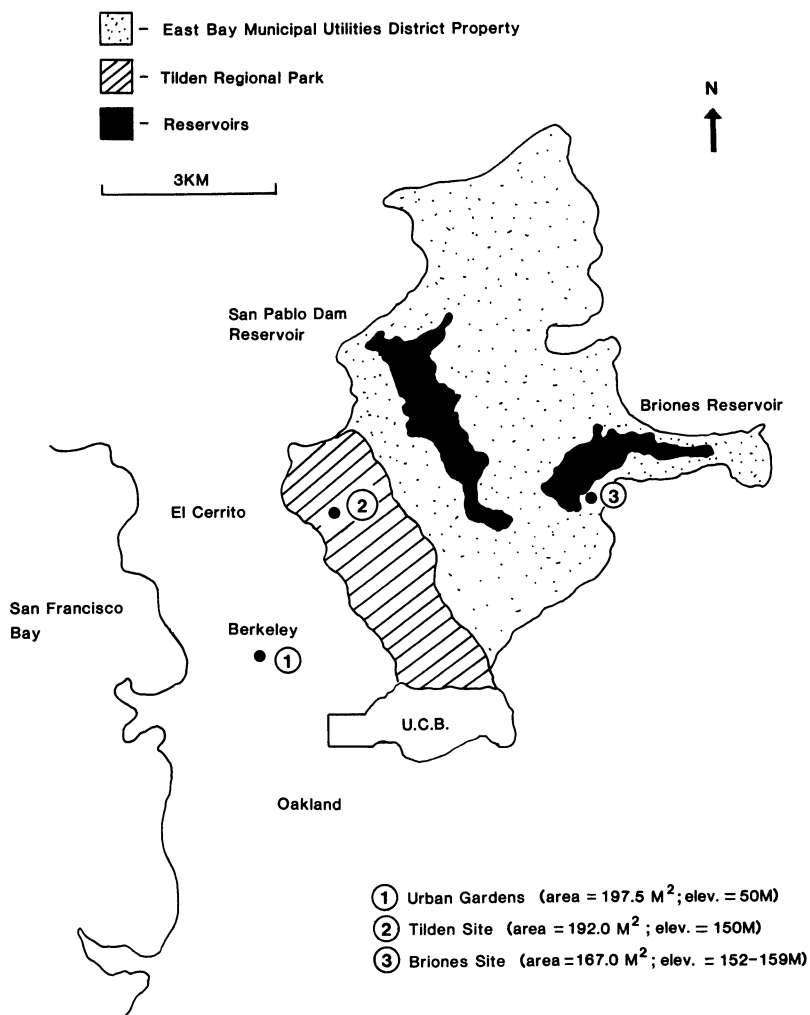 - East Bay Municipal Utilities District Property
- Tilden Regional Park
- Reservoirs
N
3KM
San Pablo Dam
Reservoir
Briones Reservoir
3
2
El Cerrito
San Francisco
Bay
Berkeley
1
U.C.B.
Oakland
1 Urban Gardens (area = 197.5 M²; elev. = 50M)
2 Tilden Site (area = 192.0 M² ; elev. = 150M)
3 Briones Site (area =167.0 M² ; elev. = 152-159M)